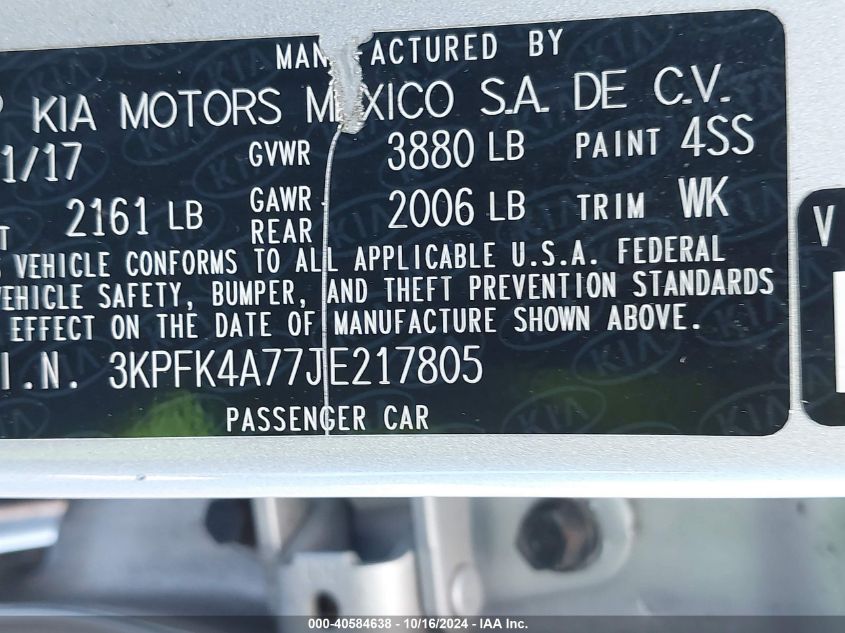 MAN ACTURED BY
KIA MOTORS MEXICO S.A. DE C.V.
1/17 GVWR 3880 LB PAINT 4SS
2161 LB GAWR REAR 2006 LB TRIM WK
VEHICLE CONFORMS TO ALL APPLICABLE U.S.A. FEDERAL
VEHICLE SAFETY, BUMPER, AND THEFT PREVENTION STANDARDS
EFFECT ON THE DATE OF MANUFACTURE SHOWN ABOVE.
I.N. 3KPFK4A77JE217805
PASSENGER CAR
V
000-40584638 - 10/16/2024 - IAA Inc.